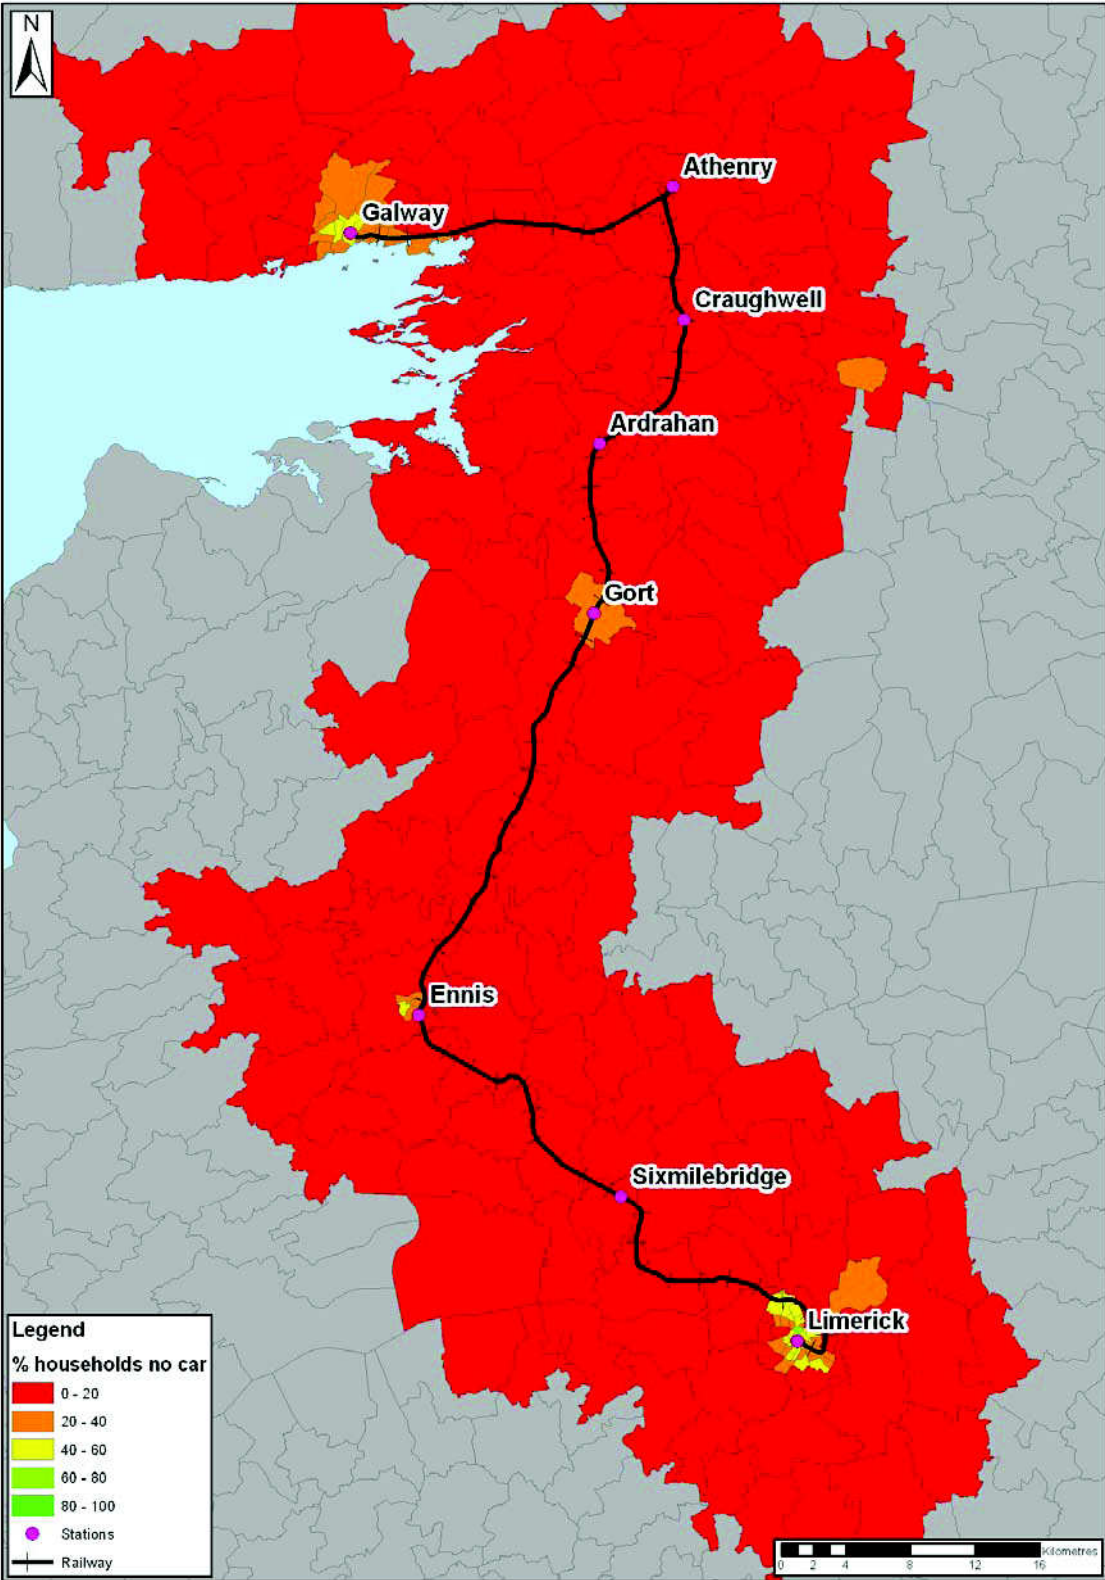 N
Athenry
Galway
Craughwell
Ardrahan
Gort
Ennis
Sixmilebridge
Limerick
Legend
% households no car
0 - 20
20 - 40
40 - 60
60 - 80
80 - 100
Stations
Railway
Kilometres
0 2 4 8 12 16